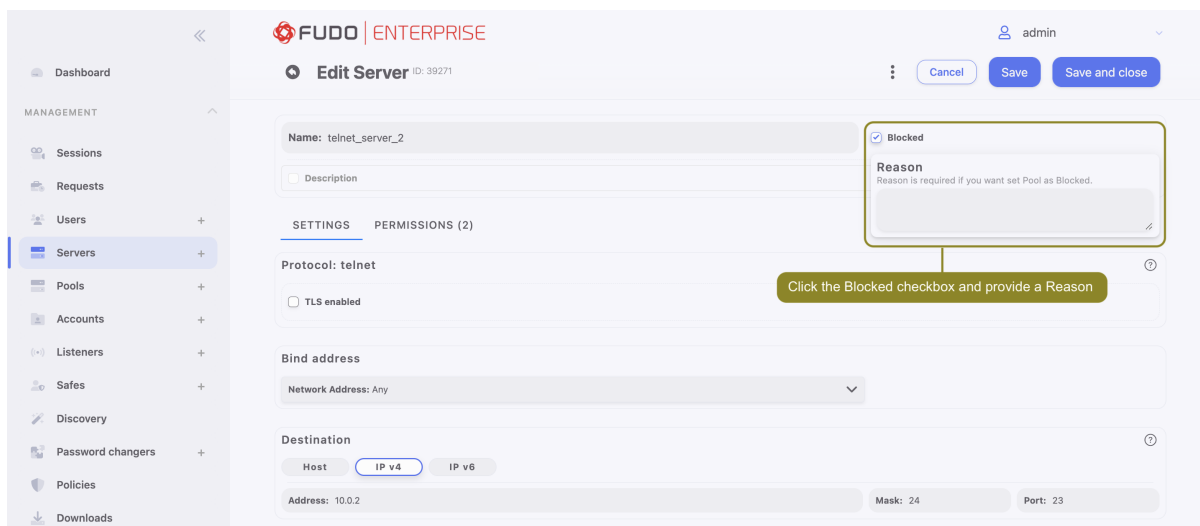 FUDO ENTERPRISE
admin
Dashboard
Edit Server ID: 39271
Cancel
Save
Save and close
MANAGEMENT
Name: telnet_server_2
Blocked
Sessions
Reason
Reason is required if you want set Pool as Blocked.
Description
Requests
Users +
SETTINGS PERMISSIONS (2)
Servers +
Protocol: telnet ?
Click the Blocked checkbox and provide a Reason
Pools +
TLS enabled
Accounts +
Listeners +
Bind address
Safes +
Network Address: Any
Discovery
Destination ?
Password changers +
Host IP v4 IP v6
Policies
Address: 10.0.2 Mask: 24 Port: 23
Downloads